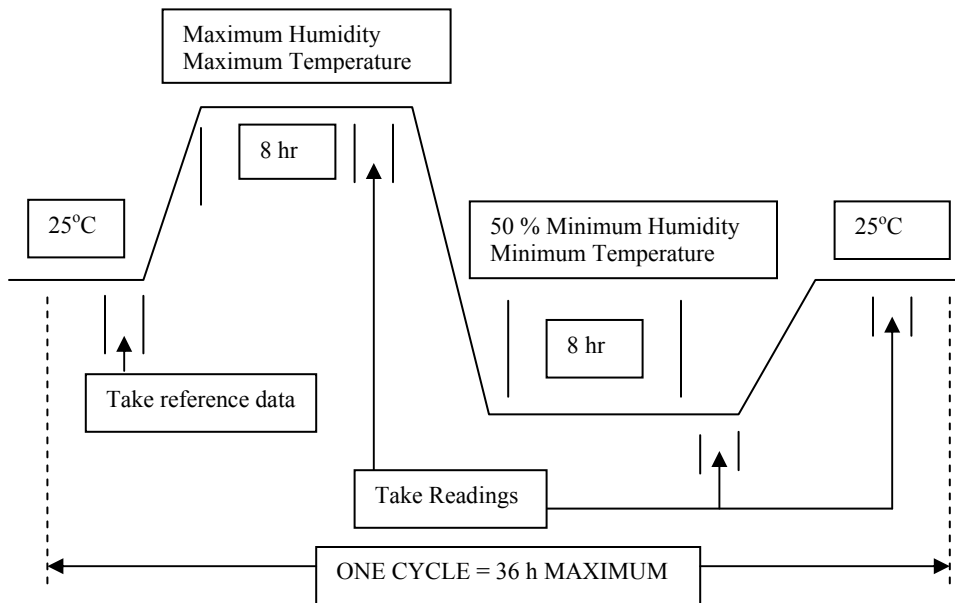 Maximum Humidity
Maximum Temperature
8 hr
25°C
50 % Minimum Humidity
Minimum Temperature
25°C
8 hr
Take reference data
Take Readings
ONE CYCLE = 36 h MAXIMUM